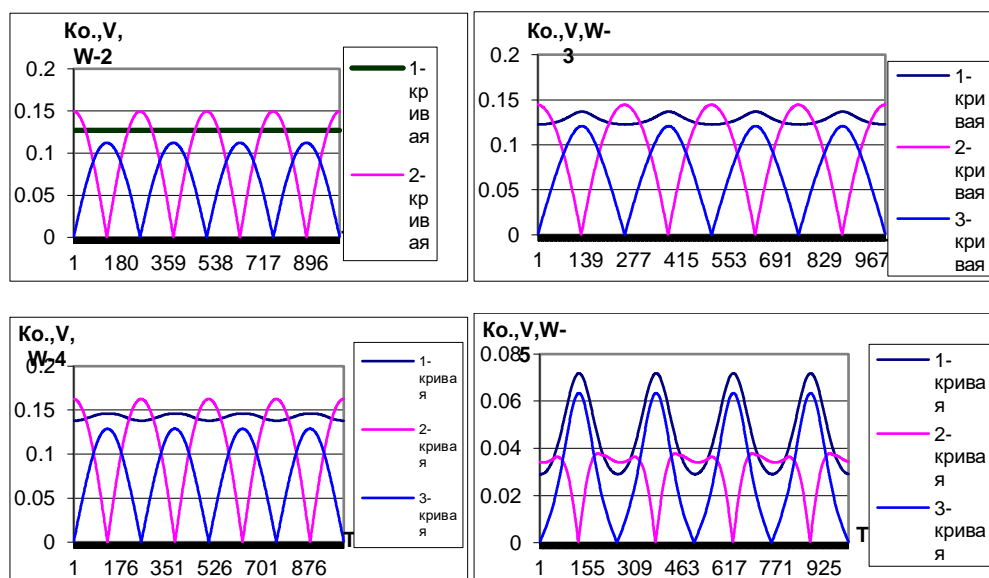 Ко.,V,
W-2
0.2
0.15
0.1
0.05
0
1 180 359 538 717 896
1-
кр
ив
ая
2-
кр
ив
ая
Ко.,V,W-
3
0.2
0.15
0.1
0.05
0
1 139 277 415 553 691 829 967
1-
кри
вая
2-
кри
вая
3-
кри
вая
Ко.,V,
W-4
0.2
0.15
0.1
0.05
0
T
1 176 351 526 701 876
1-
крива
я
2-
крива
я
3-
крива
я
Ко.,V,W-
5
0.08
0.06
0.04
0.02
0
T
1 155 309 463 617 771 925
1-
крива
я
2-
крива
я
3-
крива
я